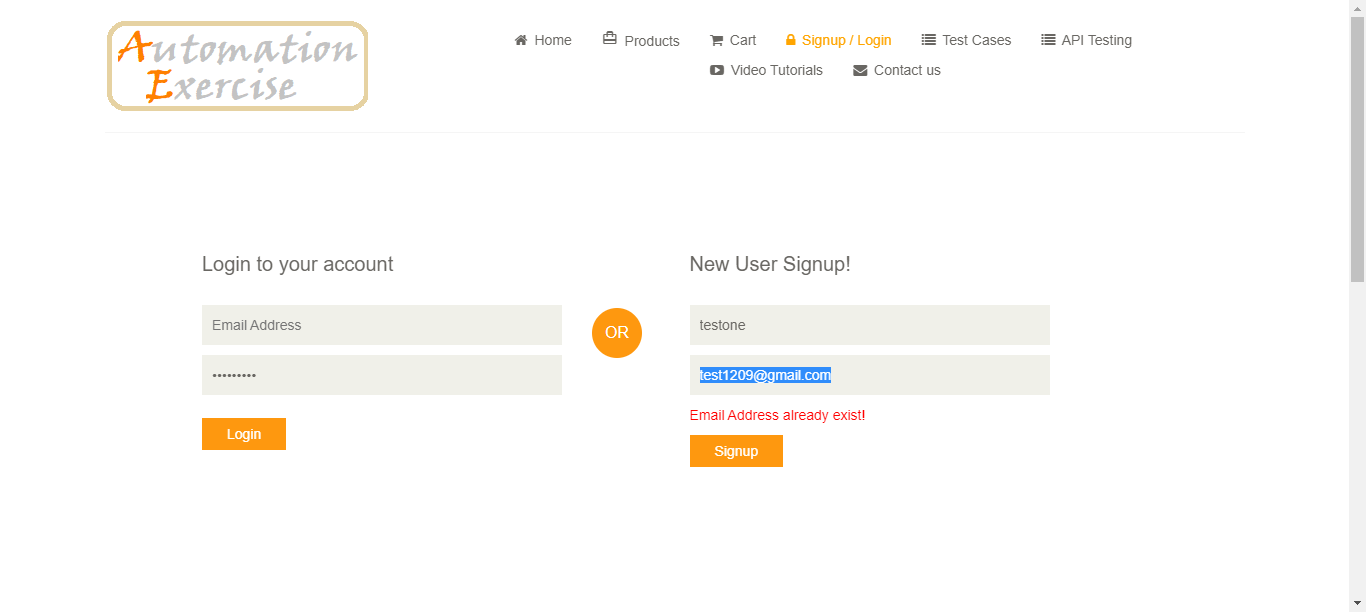 Automation
Exercise
Home Products Cart Signup / Login Test Cases API Testing
Video Tutorials Contact us
Login to your account
Email Address
•••••••••
Login
OR
New User Signup!
testone
test1209@gmail.com
Email Address already exist!
Signup